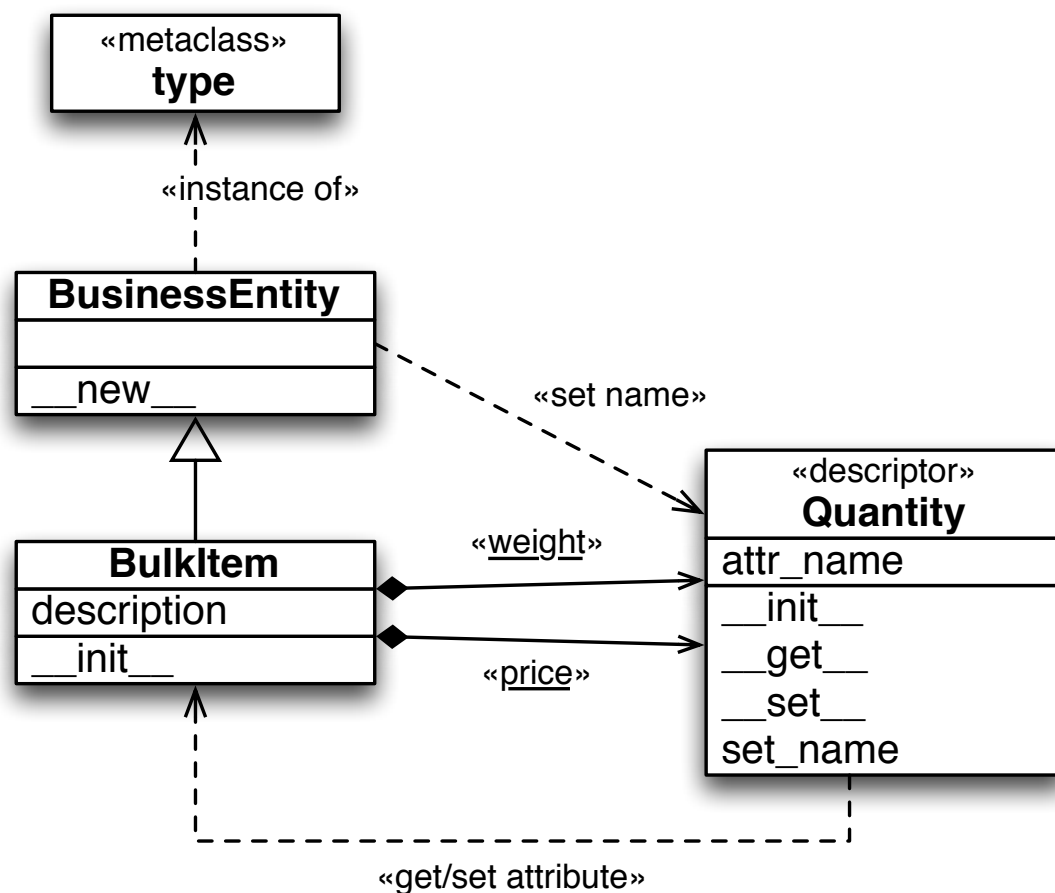 «metaclass»
type
«instance of»
BusinessEntity
__new__
«set name»
«descriptor»
Quantity
attr_name
__init__
__get__
__set__
set_name
«weight»
BulkItem
description
__init__
«price»
«get/set attribute»